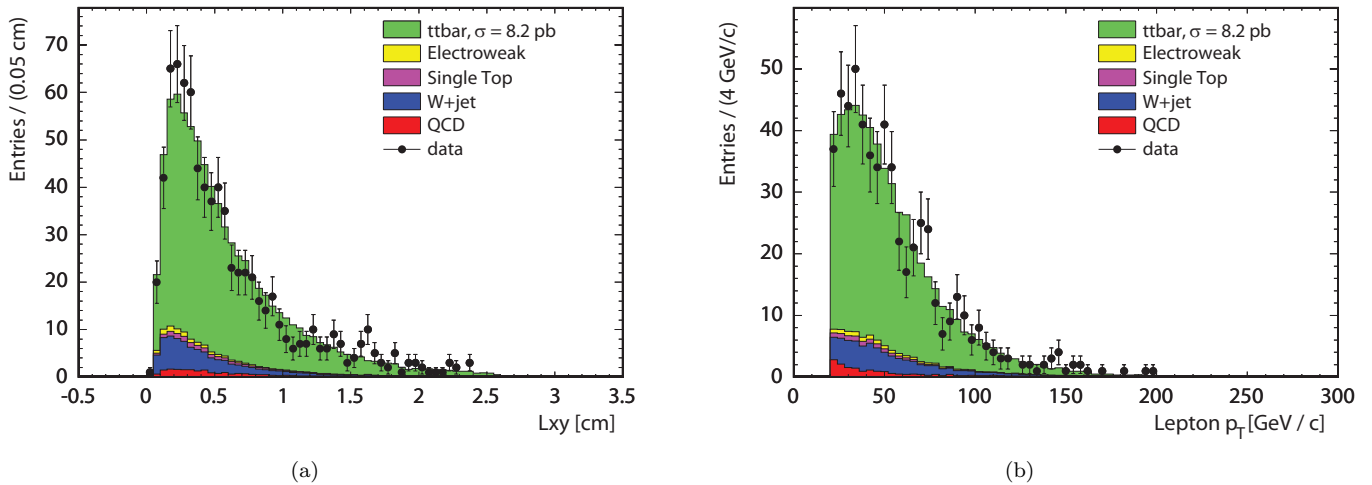 Entries / (0.05 cm)
70
60
50
40
30
20
10
0
-0.5
0
0.5
1
1.5
2
2.5
3
3.5
Lxy [cm]
ttbar, σ = 8.2 pb
Electroweak
Single Top
W+jet
QCD
data
(a)
Entries / (4 GeV/c)
50
40
30
20
10
0
0
50
100
150
200
250
300
Lepton p_T [GeV / c]
ttbar, σ = 8.2 pb
Electroweak
Single Top
W+jet
QCD
data
(b)